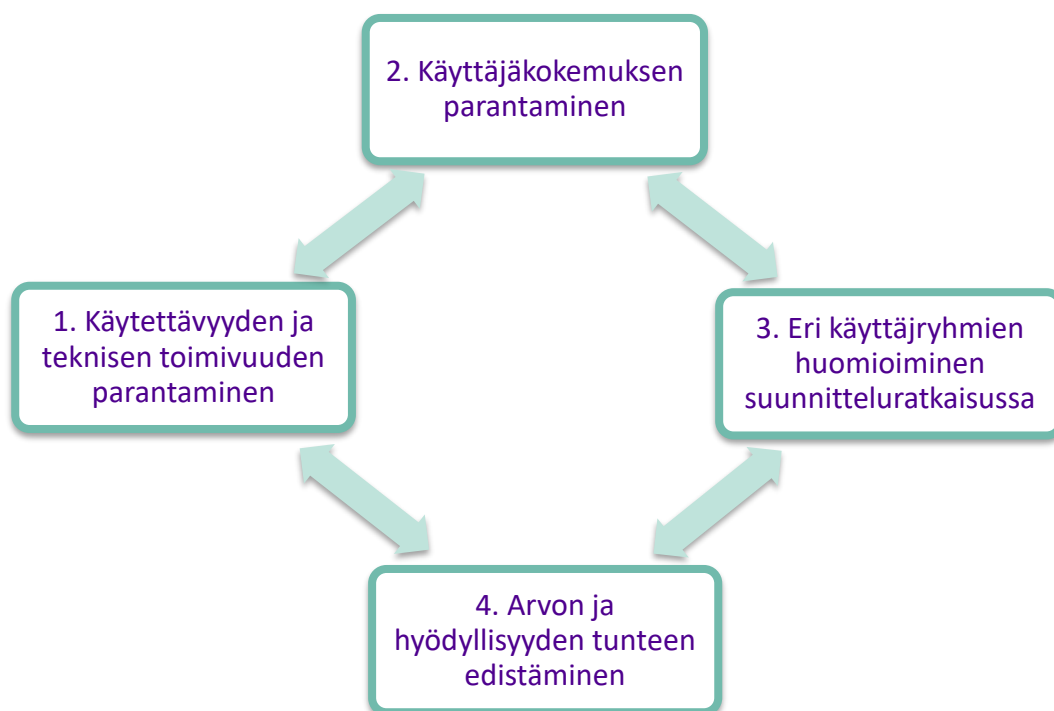 2. Käyttäjäkokemuksen
parantaminen
1. Käytettävyyden ja
teknisen toimivuuden
parantaminen
3. Eri käyttäjryhmien
huomioiminen
suunnitteluratkaisussa
4. Arvon ja
hyödyllisyyden tunteen
edistäminen